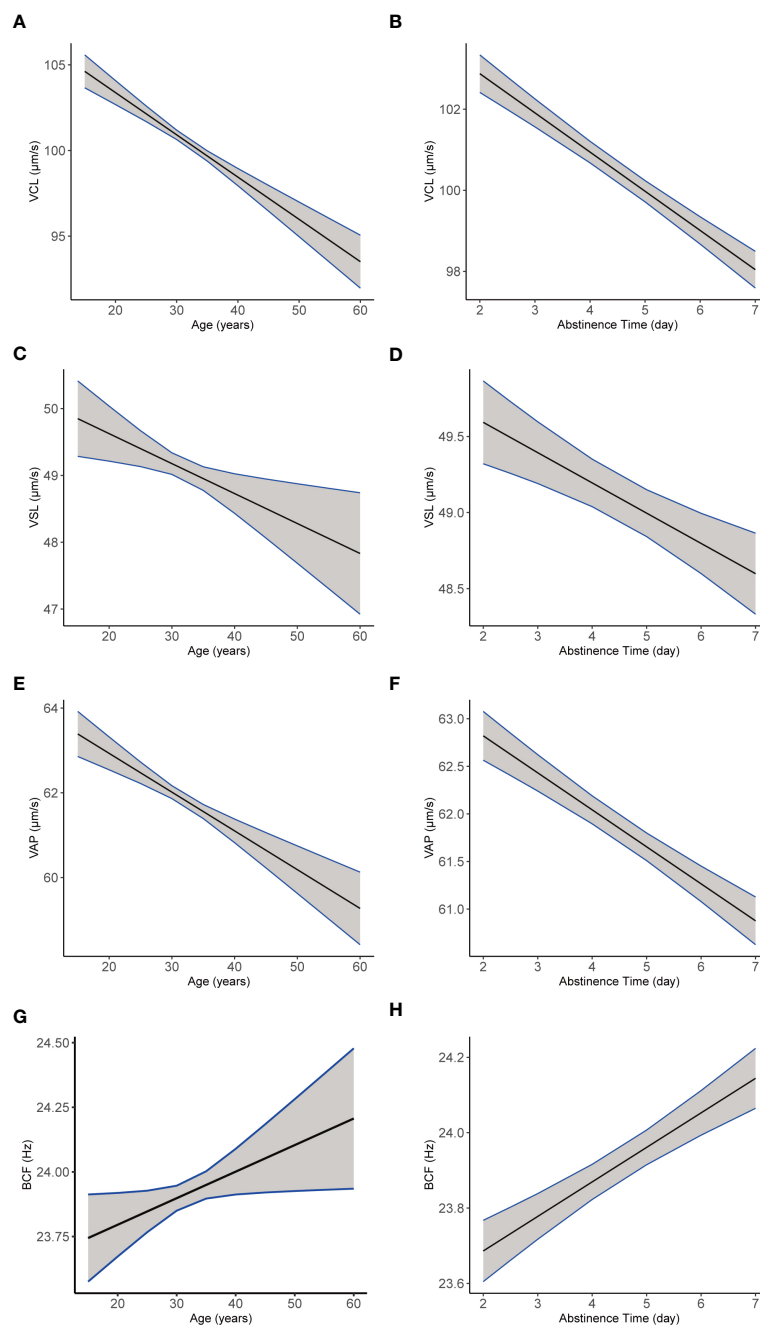 A
VCL (μm/s)
105
100
95
20 30 40 50 60
Age (years)
B
VCL (μm/s)
102
100
98
2 3 4 5 6 7
Abstinence Time (day)
C
VSL (μm/s)
50
49
48
47
20 30 40 50 60
Age (years)
D
VSL (μm/s)
49.5
49.0
48.5
2 3 4 5 6 7
Abstinence Time (day)
E
VAP (μm/s)
64
62
60
20 30 40 50 60
Age (years)
F
VAP (μm/s)
63.0
62.5
62.0
61.5
61.0
2 3 4 5 6 7
Abstinence Time (day)
G
BCF (Hz)
24.50
24.25
24.00
23.75
20 30 40 50 60
Age (years)
H
BCF (Hz)
24.2
24.0
23.8
23.6
2 3 4 5 6 7
Abstinence Time (day)